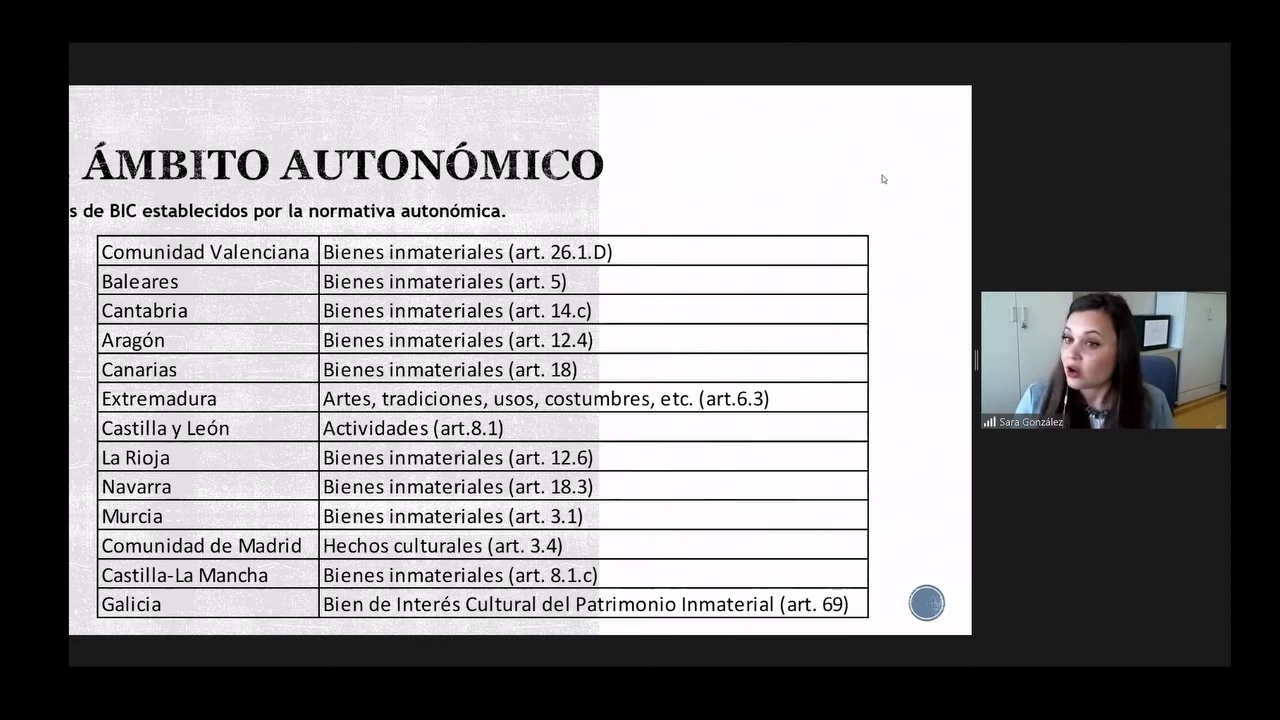 ÁMBITO AUTONÓMICO
s de BIC establecidos por la normativa autonómica.
Comunidad Valenciana Bienes inmateriales (art. 26.1.D)
Baleares Bienes inmateriales (art. 5)
Cantabria Bienes inmateriales (art. 14.c)
Aragón Bienes inmateriales (art. 12.4)
Canarias Bienes inmateriales (art. 18)
Extremadura Artes, tradiciones, usos, costumbres, etc. (art.6.3)
Castilla y León Actividades (art.8.1)
La Rioja Bienes inmateriales (art. 12.6)
Navarra Bienes inmateriales (art. 18.3)
Murcia Bienes inmateriales (art. 3.1)
Comunidad de Madrid Hechos culturales (art. 3.4)
Castilla-La Mancha Bienes inmateriales (art. 8.1.c)
Galicia Bien de Interés Cultural del Patrimonio Inmaterial (art. 69)
Sara González